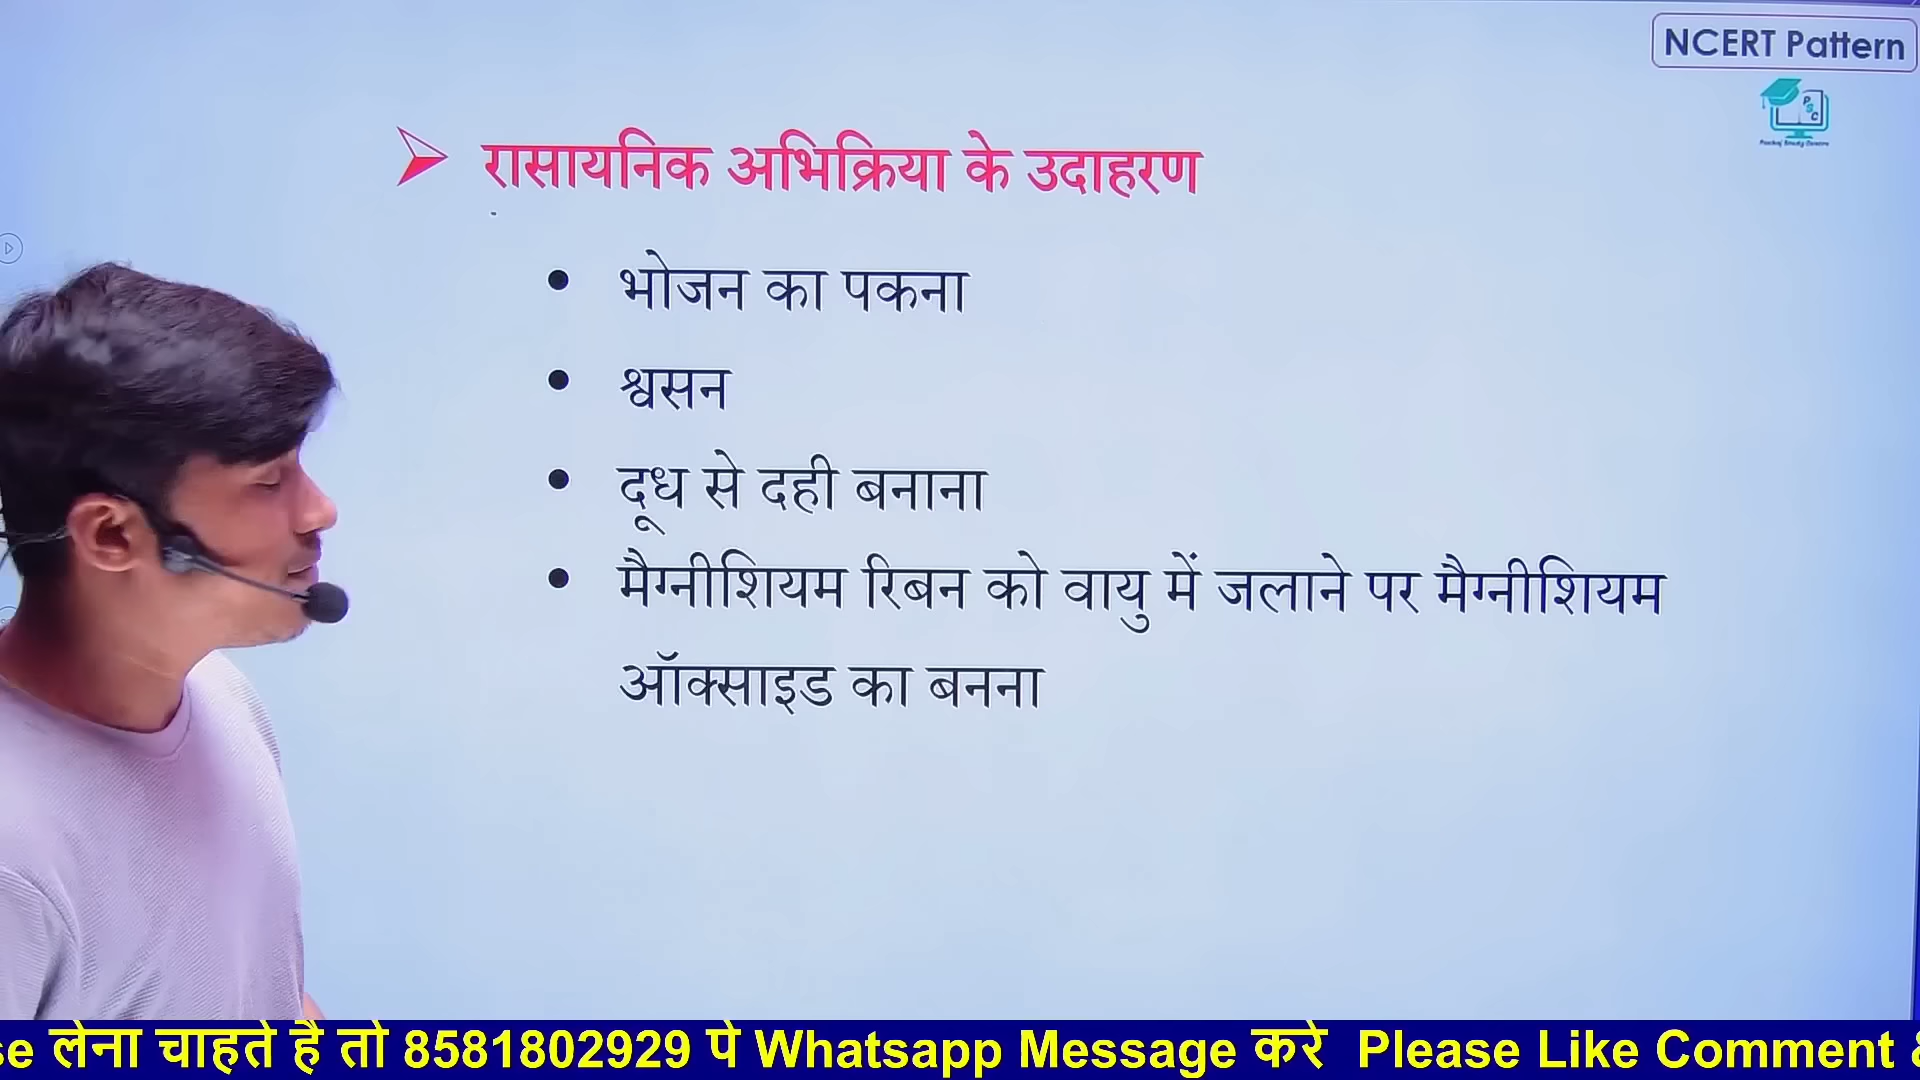 NCERT Pattern
रासायनिक अभिक्रिया के उदाहरण
• भोजन का पकना
• श्वसन
• दूध से दही बनाना
• मैग्नीशियम रिबन को वायु में जलाने पर मैग्नीशियम
ऑक्साइड का बनना
se लेना चाहते है तो 8581802929 पे Whatsapp Message करे Please Like Comment &